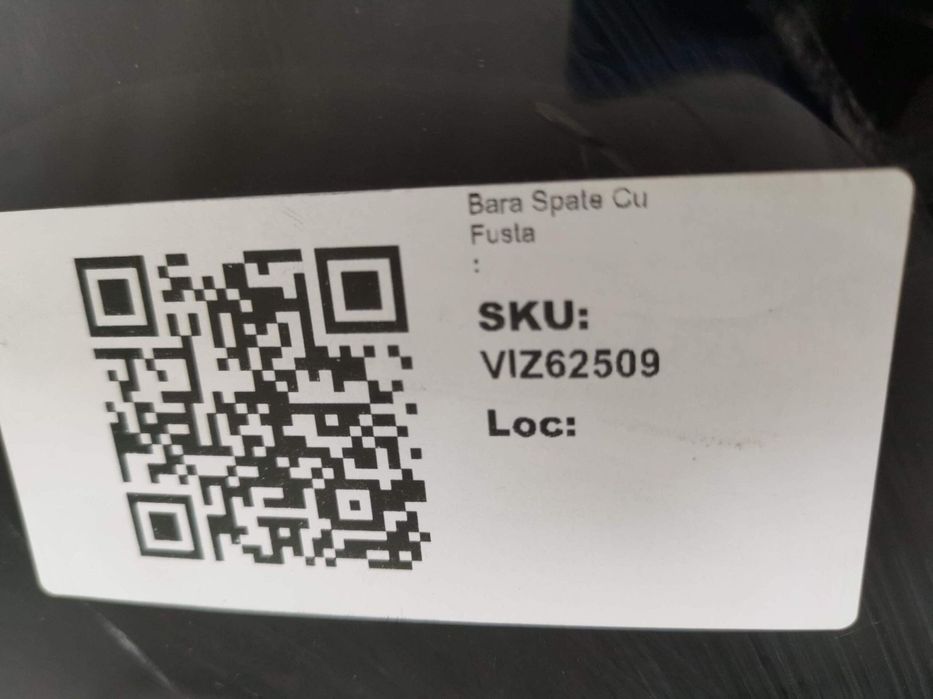 Bara Spate Cu
Fusta
:
SKU:
VIZ62509
Loc: